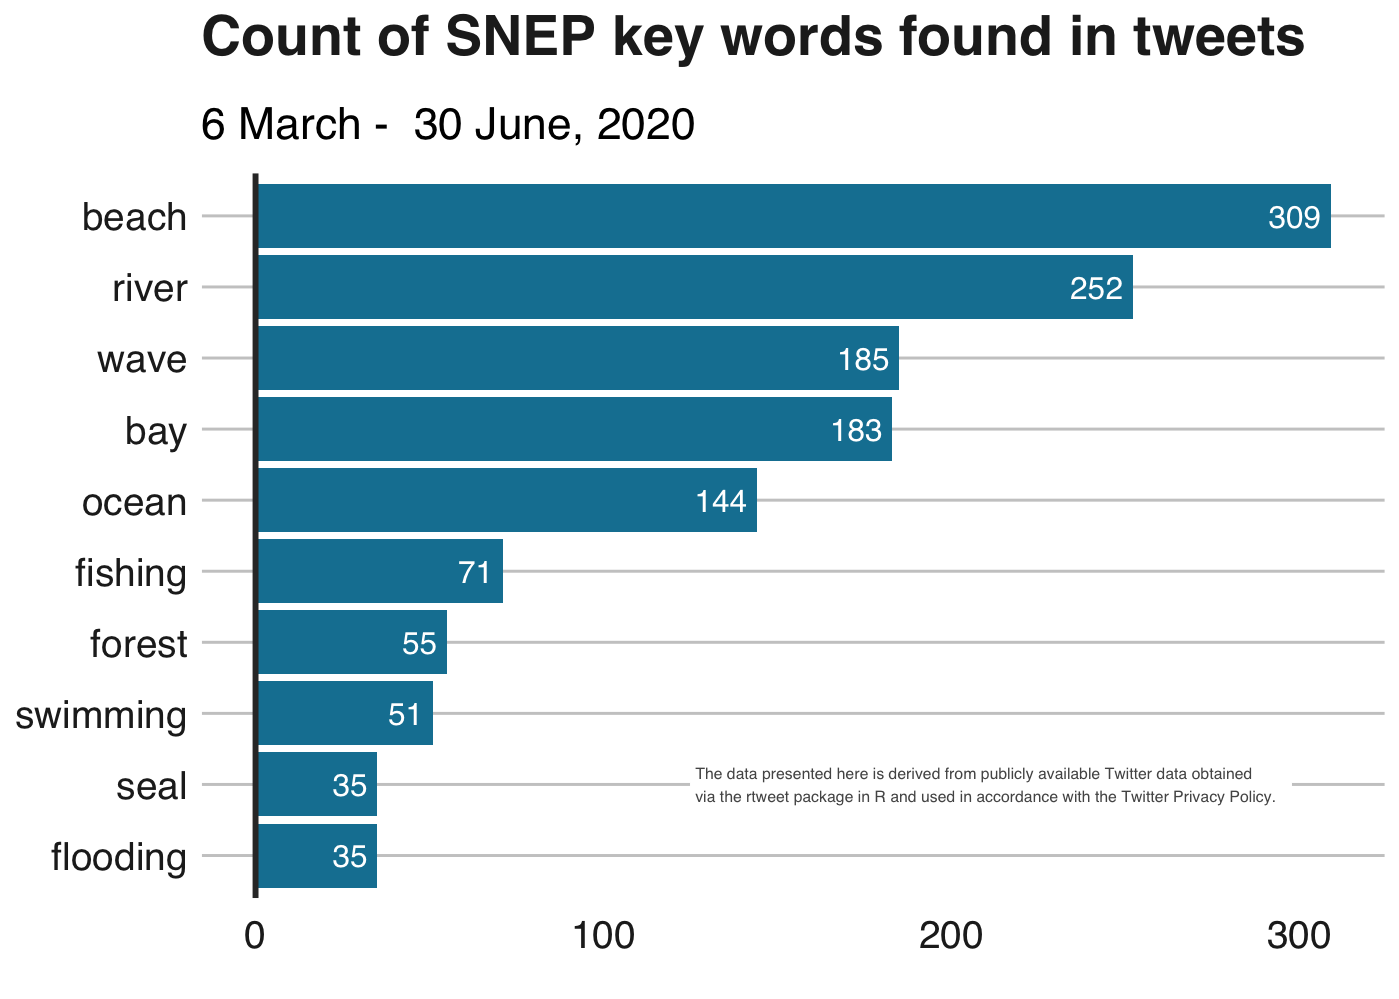 Count of SNEP key words found in tweets
6 March -  30 June, 2020
beach
309
river
252
wave
185
bay
183
ocean
144
fishing
71
forest
55
swimming
51
seal
35
The data presented here is derived from publicly available Twitter data obtained
via the rtweet package in R and used in accordance with the Twitter Privacy Policy.
flooding
35
0 100 200 300